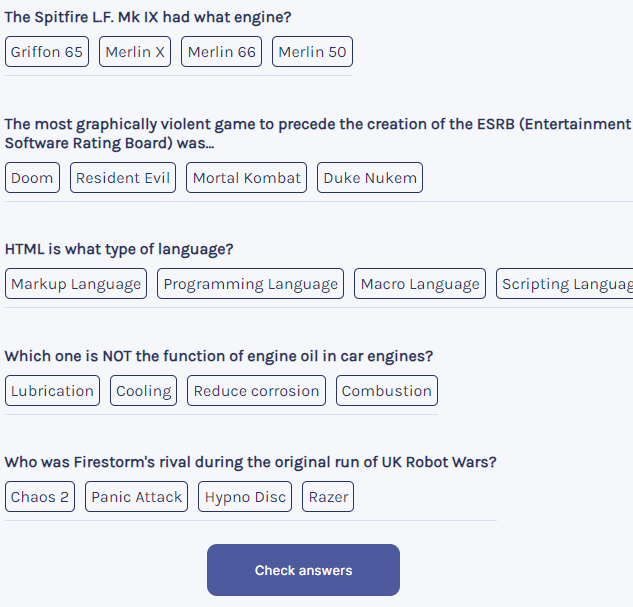 The Spitfire L.F. Mk IX had what engine?
Griffon 65 Merlin X Merlin 66 Merlin 50
The most graphically violent game to precede the creation of the ESRB (Entertainment
Software Rating Board) was...
Doom Resident Evil Mortal Kombat Duke Nukem
HTML is what type of language?
Markup Language Programming Language Macro Language Scripting Languag
Which one is NOT the function of engine oil in car engines?
Lubrication Cooling Reduce corrosion Combustion
Who was Firestorm's rival during the original run of UK Robot Wars?
Chaos 2 Panic Attack Hypno Disc Razer
Check answers